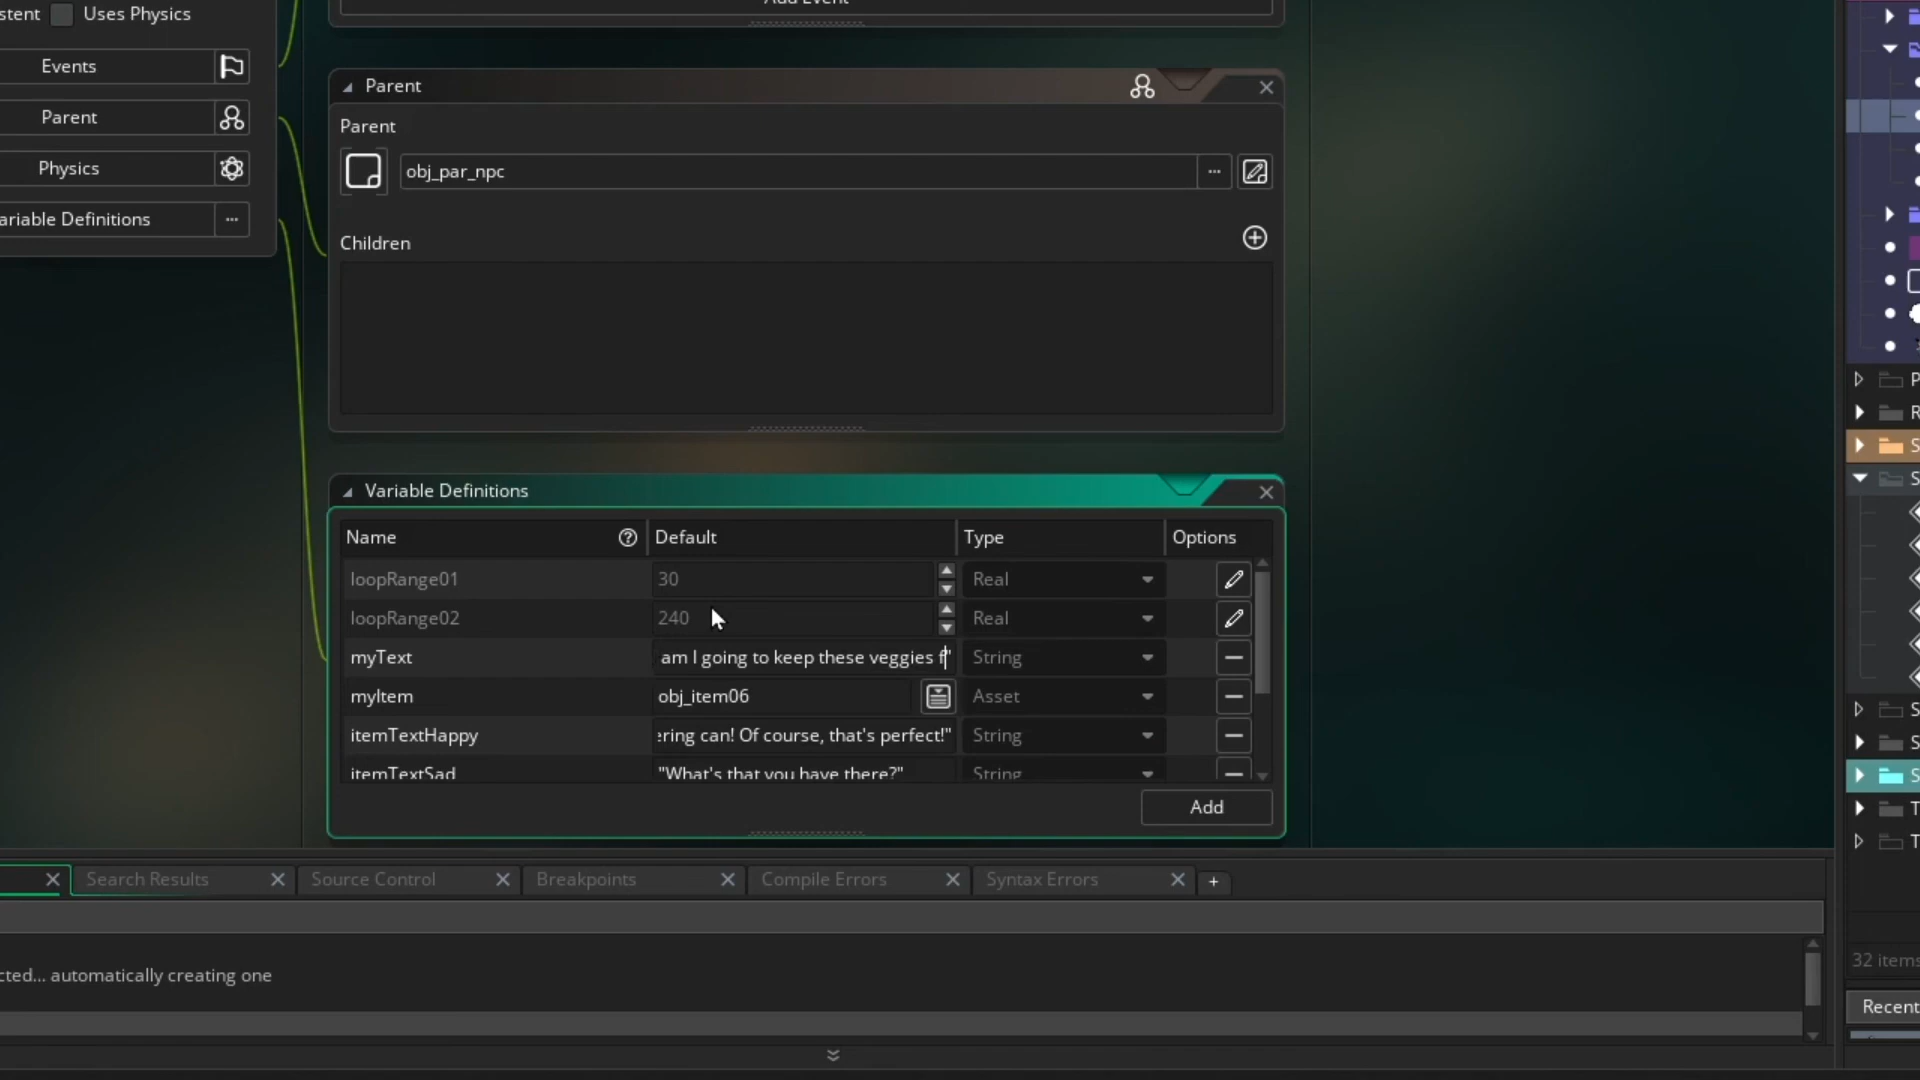 Add Event
stent Uses Physics
Events
Parent
Physics
ariable Definitions
Parent
Parent
obj_par_npc
...
Children
Variable Definitions
Name Default Type Options
loopRange01 30 Real
loopRange02 240 Real
myText am I going to keep these veggies f" String
myItem obj_item06 Asset
itemTextHappy ering can! Of course, that's perfect!" String
itemTextSad "What's that you have there?" String
Add
Search Results Source Control Breakpoints Compile Errors Syntax Errors +
cted... automatically creating one
P
R
S
S
S
S
S
T
T
32 items
Recent